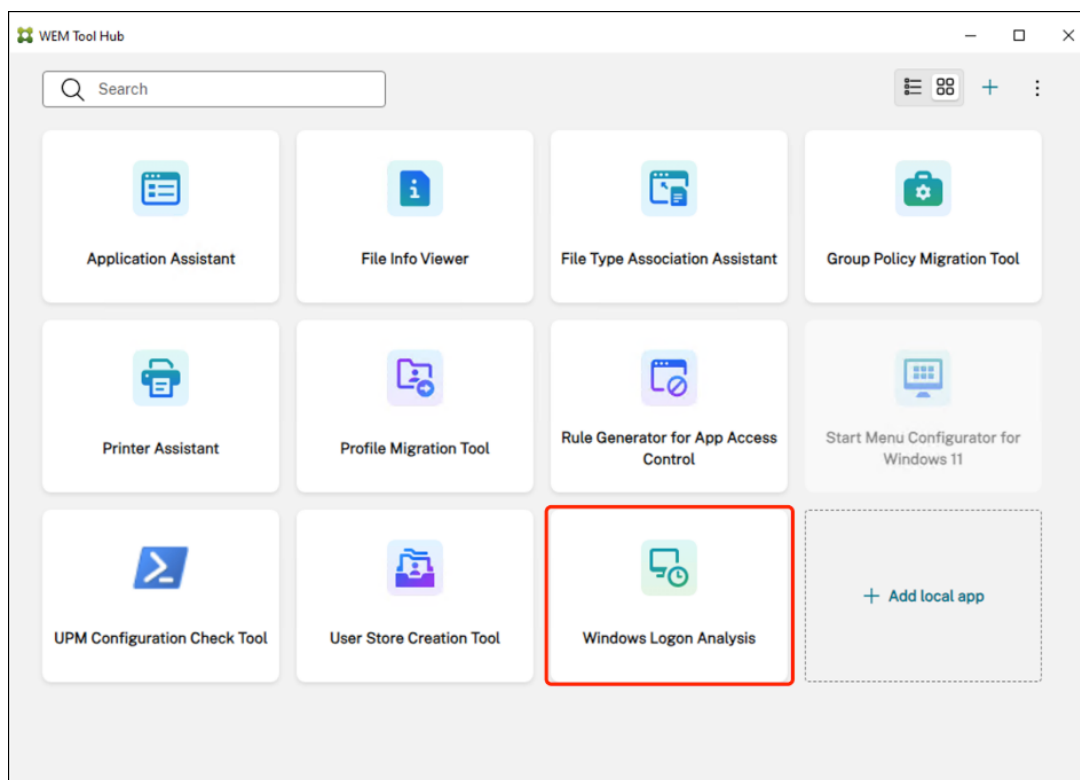 WEM Tool Hub
Search
Application Assistant
File Info Viewer
File Type Association Assistant
Group Policy Migration Tool
Printer Assistant
Profile Migration Tool
Rule Generator for App Access
Control
Start Menu Configurator for
Windows 11
UPM Configuration Check Tool
User Store Creation Tool
Windows Logon Analysis
+ Add local app